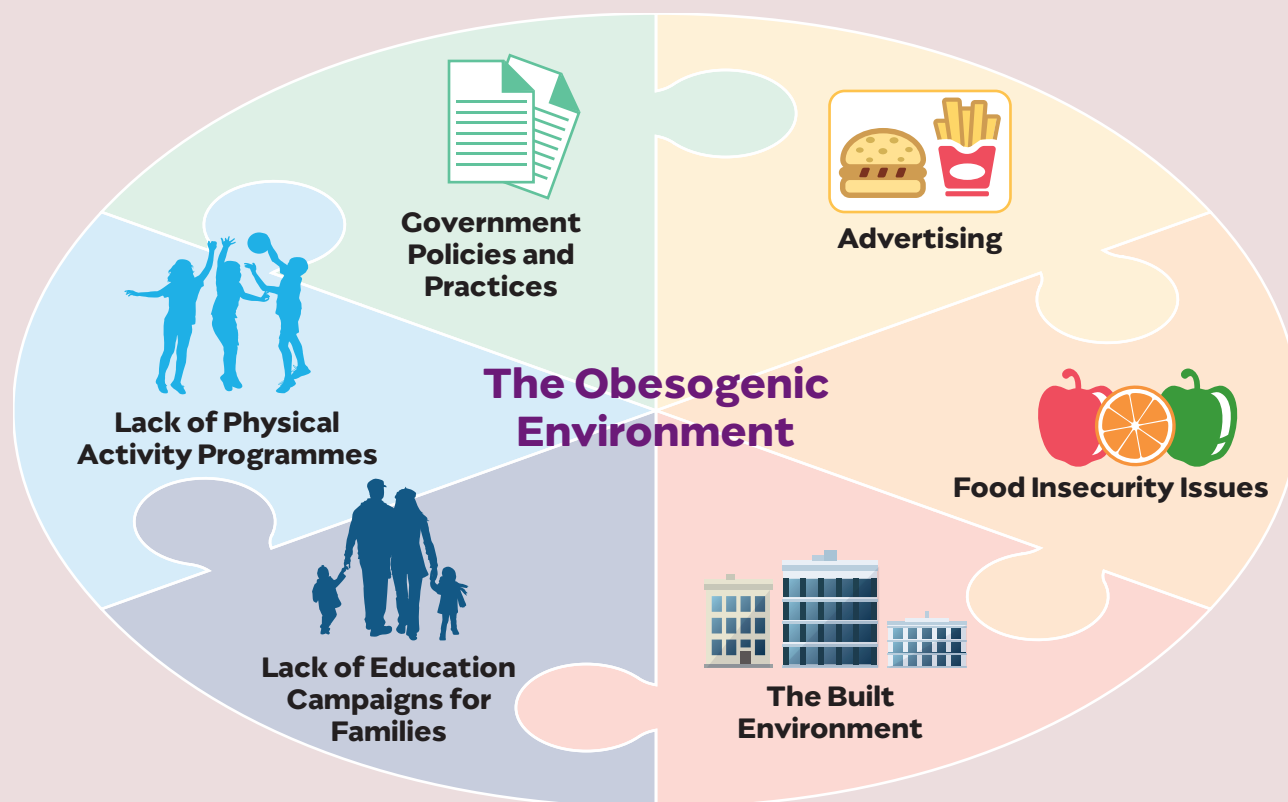 Government
Policies and
Practices
Advertising
Lack of Physical
Activity Programmes
The Obesogenic
Environment
Food Insecurity Issues
Lack of Education
Campaigns for
Families
The Built
Environment